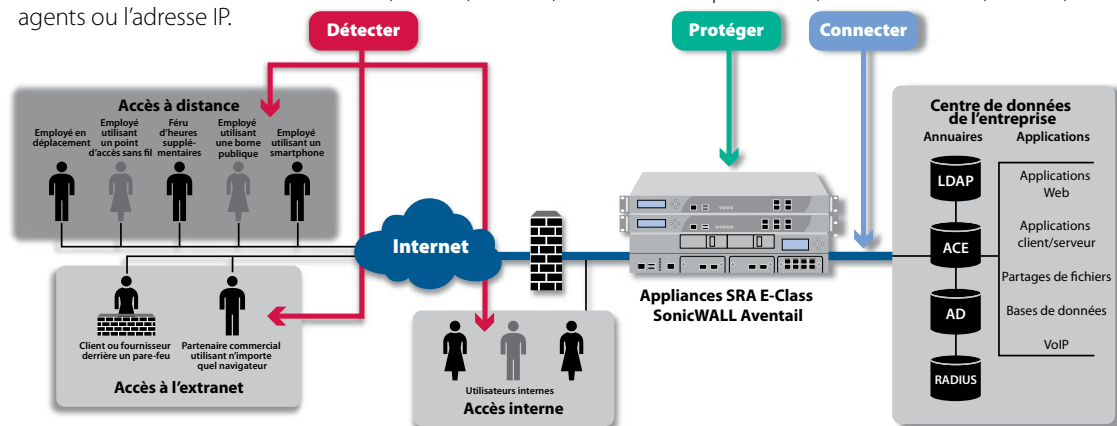 agents ou l'adresse IP.
Détecter
Protéger
Connecter
Accès à distance
Employé en
déplacement
Employé
utilisant
un point
d'accès sans fil
Féru
d'heures
supplé-
mentaires
Employé
utilisant
une borne
publique
Employé
utilisant un
smartphone
Internet
Client ou fournisseur
derrière un pare-feu
Partenaire commercial
utilisant n'importe
quel navigateur
Accès à l'extranet
Utilisateurs internes
Accès interne
Appliances SRA E-Class
SonicWALL Aventail
Centre de données
de l'entreprise
Annuaires
Applications
LDAP
ACE
AD
RADIUS
Applications
Web
Applications
client/serveur
Partages de fichiers
Bases de données
VoIP